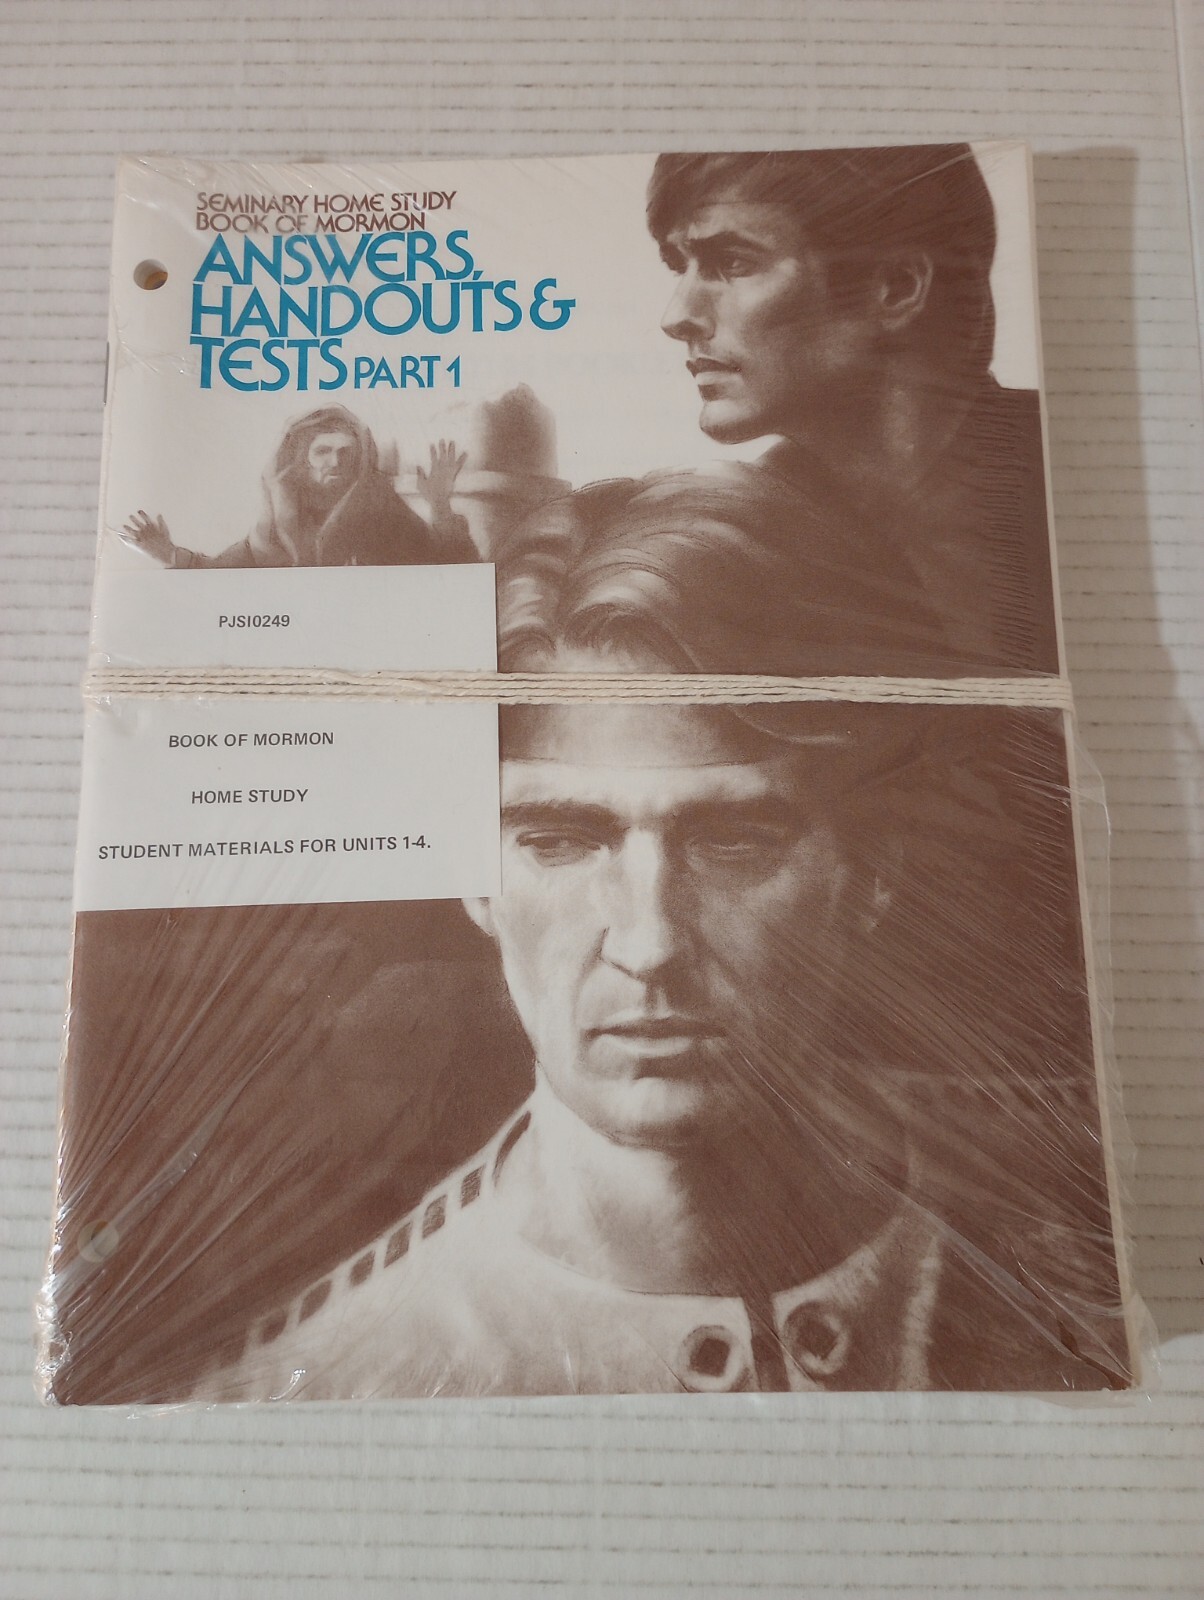 SEMINARY HOME STUDY
BOOK OF MORMON
ANSWERS,
HANDOUTS &
TESTS PART 1
PJSI0249
BOOK OF MORMON
HOME STUDY
STUDENT MATERIALS FOR UNITS 1-4.